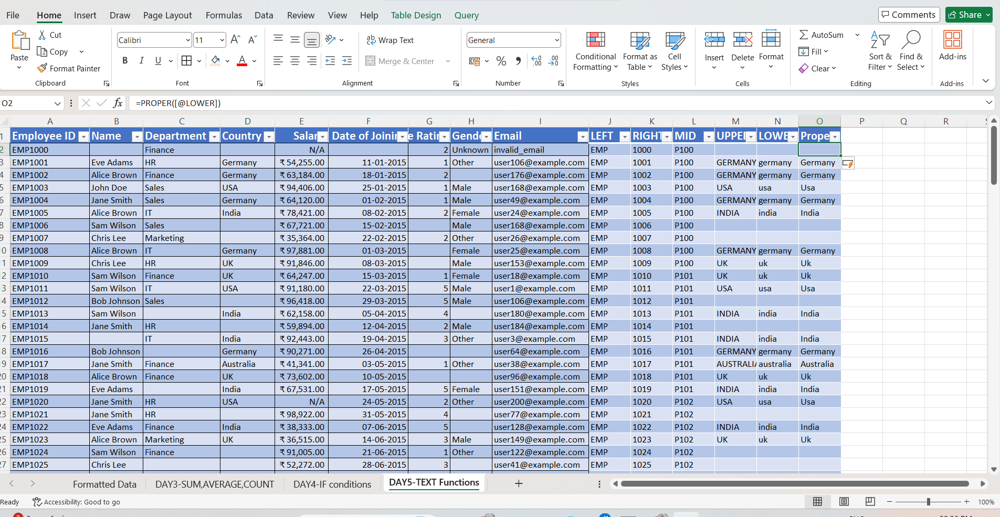 File Home Insert Draw Page Layout Formulas Data Review View Help Table Design Query Comments Share
Paste Cut Copy Format Painter Clipboard
Calibri 11 B I U A Font
Wrap Text Merge & Center Alignment
General % Number
Conditional Formatting Format as Table Cell Styles Styles
Insert Delete Format Cells
AutoSum Fill Clear Sort & Filter Find & Select Editing
Add-ins Add-ins
O2 fx =PROPER([@LOWER])
A B C D E F G H I J K L M N O P Q R
1 Employee ID Name Department Country Salar Date of Joinin e Ratin Gende Email LEFT RIGHT MID UPPE LOWE Prope
2 EMP1000 Finance N/A 2 Unknown invalid_email EMP 1000 P100
3 EMP1001 Eve Adams HR Germany ₹ 54,255.00 11-01-2015 1 Other user106@example.com EMP 1001 P100 GERMANY germany Germany
4 EMP1002 Alice Brown Finance Germany ₹ 63,184.00 18-01-2015 2 user176@example.com EMP 1002 P100 GERMANY germany Germany
5 EMP1003 John Doe Sales USA ₹ 94,406.00 25-01-2015 1 Male user168@example.com EMP 1003 P100 USA usa Usa
6 EMP1004 Jane Smith Sales Germany ₹ 64,120.00 01-02-2015 1 Male user49@example.com EMP 1004 P100 GERMANY germany Germany
7 EMP1005 Alice Brown IT India ₹ 78,421.00 08-02-2015 2 Female user24@example.com EMP 1005 P100 INDIA india India
8 EMP1006 Sam Wilson Sales ₹ 67,721.00 15-02-2015 Male user168@example.com EMP 1006 P100
9 EMP1007 Chris Lee Marketing ₹ 35,364.00 22-02-2015 2 Other user26@example.com EMP 1007 P100
0 EMP1008 Alice Brown IT Germany ₹ 97,881.00 01-03-2015 Female user25@example.com EMP 1008 P100 GERMANY germany Germany
1 EMP1009 Chris Lee HR UK ₹ 91,846.00 08-03-2015 Male user153@example.com EMP 1009 P100 UK uk Uk
2 EMP1010 Sam Wilson Finance UK ₹ 64,247.00 15-03-2015 1 Female user18@example.com EMP 1010 P101 UK uk Uk
3 EMP1011 Sam Wilson IT USA ₹ 91,180.00 22-03-2015 5 Male user1@example.com EMP 1011 P101 USA usa Usa
4 EMP1012 Bob Johnson Sales ₹ 96,418.00 29-03-2015 5 Male user106@example.com EMP 1012 P101
5 EMP1013 Sam Wilson India ₹ 62,158.00 05-04-2015 4 user180@example.com EMP 1013 P101 INDIA india India
6 EMP1014 Jane Smith HR ₹ 59,894.00 12-04-2015 2 Male user184@example.com EMP 1014 P101
7 EMP1015 IT India ₹ 92,443.00 19-04-2015 3 Other user3@example.com EMP 1015 P101 INDIA india India
8 EMP1016 Bob Johnson Germany ₹ 90,271.00 26-04-2015 user64@example.com EMP 1016 P101 GERMANY germany Germany
9 EMP1017 Jane Smith Finance Australia ₹ 41,341.00 03-05-2015 1 Other user38@example.com EMP 1017 P101 AUSTRALIA australia Australia
20 EMP1018 Alice Brown Finance UK ₹ 73,602.00 10-05-2015 user96@example.com EMP 1018 P101 UK uk Uk
21 EMP1019 Eve Adams India ₹ 67,531.00 17-05-2015 5 Female user151@example.com EMP 1019 P101 INDIA india India
22 EMP1020 Jane Smith HR USA N/A 24-05-2015 2 Other user200@example.com EMP 1020 P102 USA usa Usa
23 EMP1021 Jane Smith HR ₹ 98,922.00 31-05-2015 4 user77@example.com EMP 1021 P102
24 EMP1022 Eve Adams Finance India ₹ 38,333.00 07-06-2015 5 user128@example.com EMP 1022 P102 INDIA india India
25 EMP1023 Alice Brown Marketing UK ₹ 36,515.00 14-06-2015 3 Male user149@example.com EMP 1023 P102 UK uk Uk
26 EMP1024 Sam Wilson Finance ₹ 91,005.00 21-06-2015 1 Other user122@example.com EMP 1024 P102
27 EMP1025 Chris Lee ₹ 52,272.00 28-06-2015 3 user41@example.com EMP 1025 P102
Formatted Data DAY3-SUM,AVERAGE,COUNT DAY4-IF conditions DAY5-TEXT Functions +
Ready Accessibility: Good to go 100%